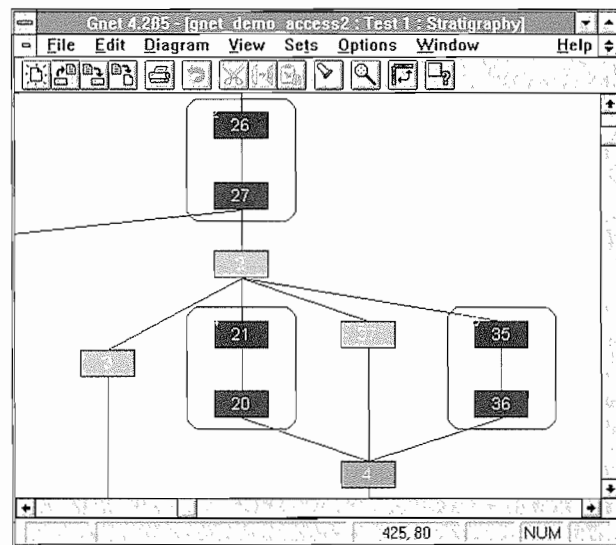 Gnet 4.285 - [gnet_demo_access2 : Test 1 : Stratigraphy]
File Edit Diagram View Sets Options Window Help
26
27
21
35
20
36
4
425, 80 NUM